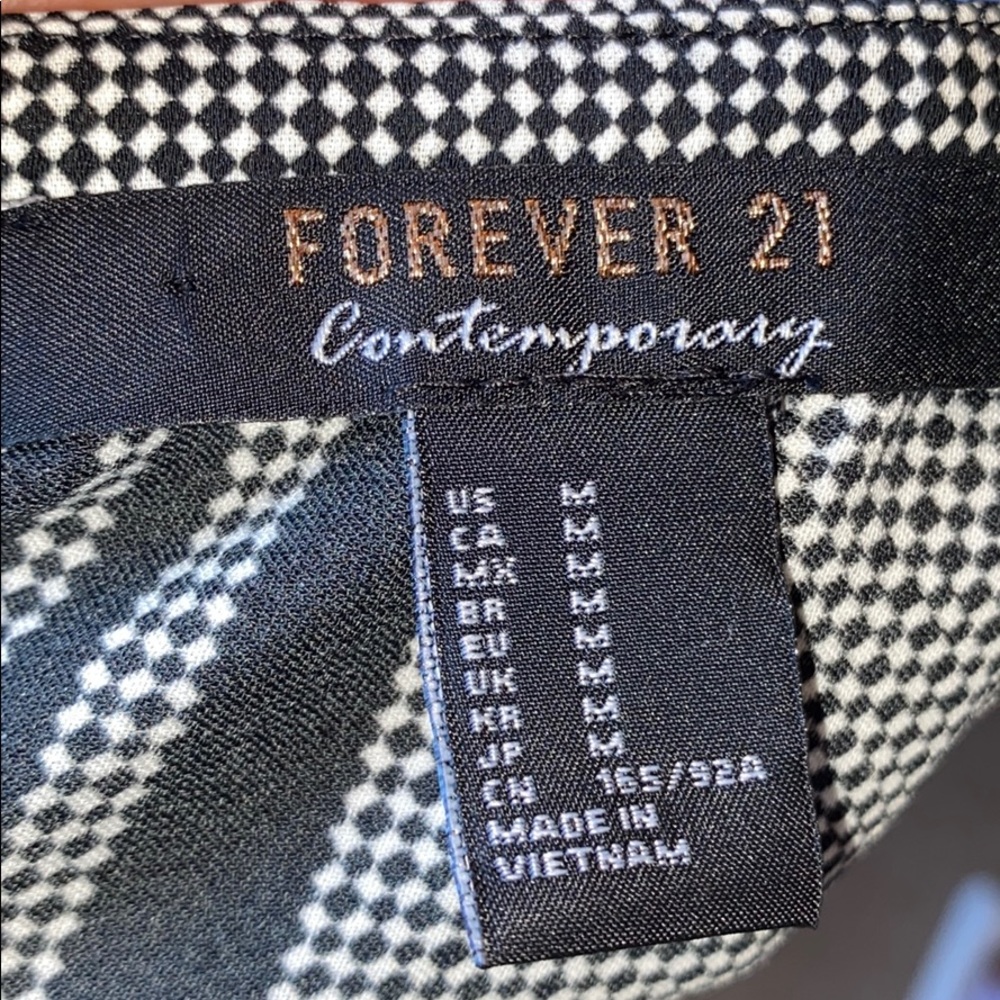 FOREVER 21
Contemporary
US M
CA M
MX M
BR M
EU M
UK M
KR M
JP M
CN 165/92A
MADE IN
VIETNAM